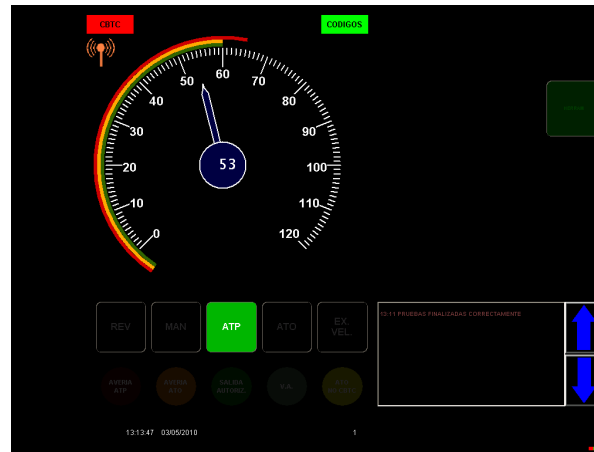 CBTC
CODIGOS
0
10
20
30
40
50
60
70
80
90
100
110
120
53
REV
MAN
ATP
ATO
EX.
VEL.
12:11 PRUEBAS FINALIZADAS CORRECTAMENTE
AVERIA
ATP
AVERIA
ATO
SALIDA
AUTORIZ.
V.A.
13:13:47 03/05/2010
1